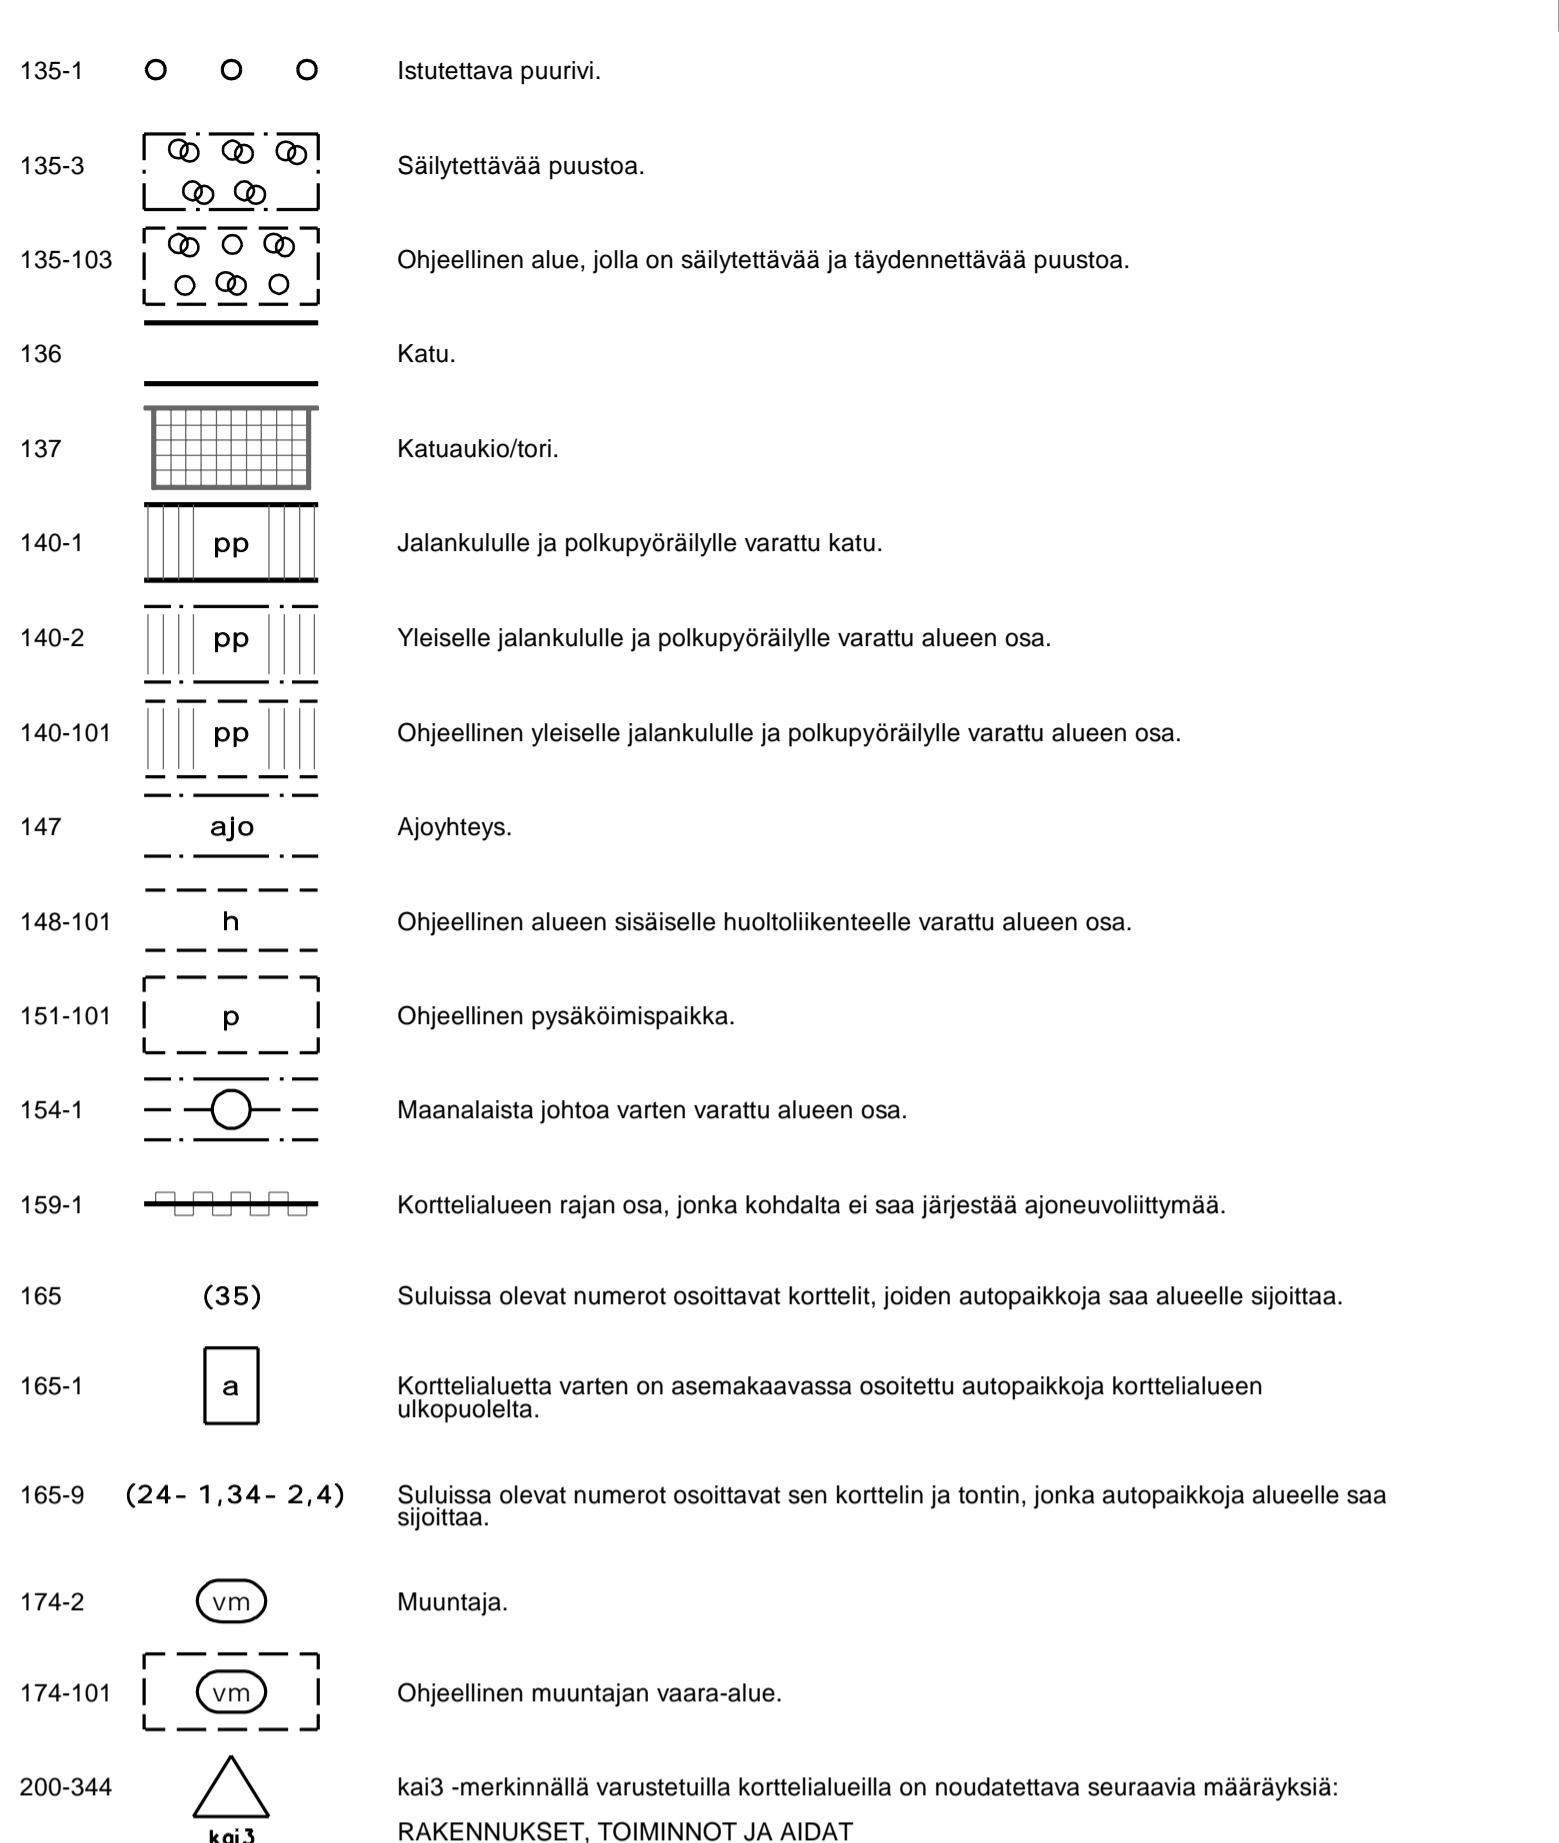 135-1 Istutettava puurivi.
135-3 Säilytettävää puustoa.
135-103 Ohjeellinen alue, jolla on säilytettävää ja täydennettävää puustoa.
136 Katu.
137 Katuaukio/tori.
140-1 pp Jalankululle ja polkupyöräilylle varattu katu.
140-2 pp Yleiselle jalankululle ja polkupyöräilylle varattu alueen osa.
140-101 pp Ohjeellinen yleiselle jalankululle ja polkupyöräilylle varattu alueen osa.
147 ajo Ajoyhteys.
148-101 h Ohjeellinen alueen sisäiselle huoltoliikenteelle varattu alueen osa.
151-101 p Ohjeellinen pysäköimispaikka.
154-1 Maanalaista johtoa varten varattu alueen osa.
159-1 Korttelialueen rajan osa, jonka kohdalta ei saa järjestää ajoneuvoliittymää.
165 (35) Suluissa olevat numerot osoittavat korttelit, joiden autopaikkoja saa alueelle sijoittaa.
165-1 a Korttelialuetta varten on asemakaavassa osoitettu autopaikkoja korttelialueen
ulkopuolelta.
165-9 (24- 1,34- 2,4) Suluissa olevat numerot osoittavat sen korttelin ja tontin, jonka autopaikkoja alueelle saa
sijoittaa.
174-2 vm Muuntaja.
174-101 vm Ohjeellinen muuntajan vaara-alue.
200-344 kai3 -merkinnällä varustetuilla korttelialueilla on noudatettava seuraavia määräyksiä:
kai3 RAKENNUKSET, TOIMINNOT JA AIDAT